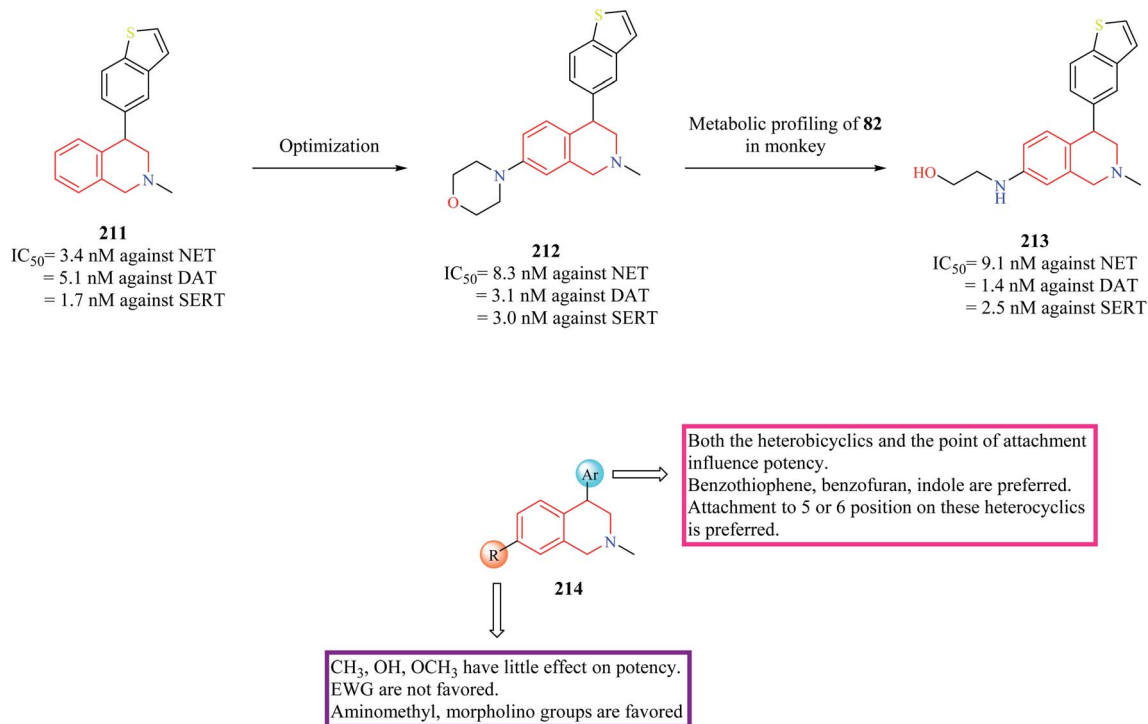 S
N
211
IC50= 3.4 nM against NET
= 5.1 nM against DAT
= 1.7 nM against SERT
Optimization
S
N
N
O
212
IC50= 8.3 nM against NET
= 3.1 nM against DAT
= 3.0 nM against SERT
Metabolic profiling of 82
in monkey
S
N
HO
N
H
213
IC50= 9.1 nM against NET
= 1.4 nM against DAT
= 2.5 nM against SERT
Ar
N
R
214
Both the heterobicyclics and the point of attachment
influence potency.
Benzothiophene, benzofuran, indole are preferred.
Attachment to 5 or 6 position on these heterocyclics
is preferred.
CH3, OH, OCH3 have little effect on potency.
EWG are not favored.
Aminomethyl, morpholino groups are favored